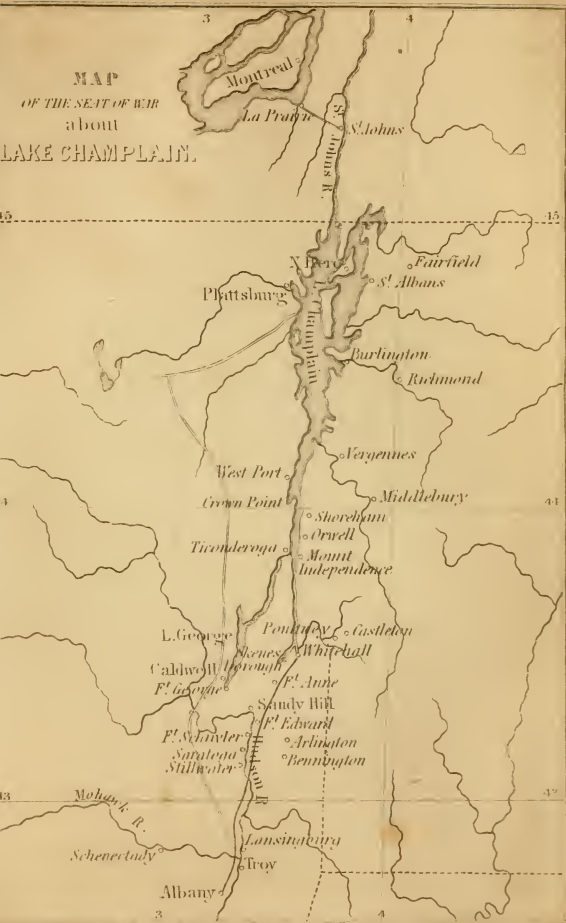 3
4
MAP
OF THE SEAT OF WAR
about
LAKE CHAMPLAIN.
Montreal
La Prairie
St. Johns
St. Johns R.
45
45
N. Hero
Fairfield
St. Albans
Plattsburg
L. Champlain
Burlington
Richmond
Vergennes
West Port
44
Middlebury
Crown Point
Shoreham
Orwell
Ticonderoga
Mount
Independence
L. George
Poultney
Castleton
Skenes
borough
Whitehall
Caldwell
Ft. George
Ft. Anne
Sandy Hill
Ft. Edward
Ft. Schuyler
Arlington
Saratoga
Bennington
Stillwater
Hudson R
43
Mohawk
R.
Lansingburg
Schenectady
Troy
Albany
3
4